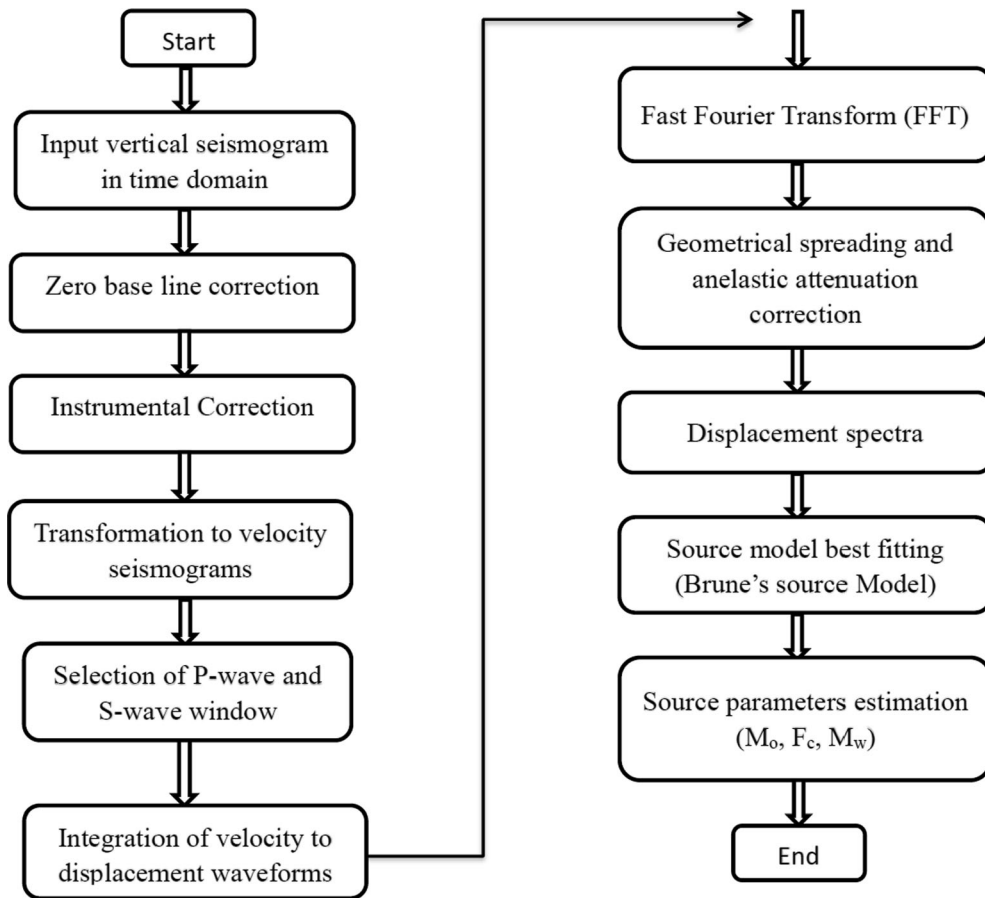 Start
Input vertical seismogram
in time domain
Zero base line correction
Instrumental Correction
Transformation to velocity
seismograms
Selection of P-wave and
S-wave window
Integration of velocity to
displacement waveforms
Fast Fourier Transform (FFT)
Geometrical spreading and
anelastic attenuation
correction
Displacement spectra
Source model best fitting
(Brune’s source Model)
Source parameters estimation
(Mo, Fc, Mw)
End